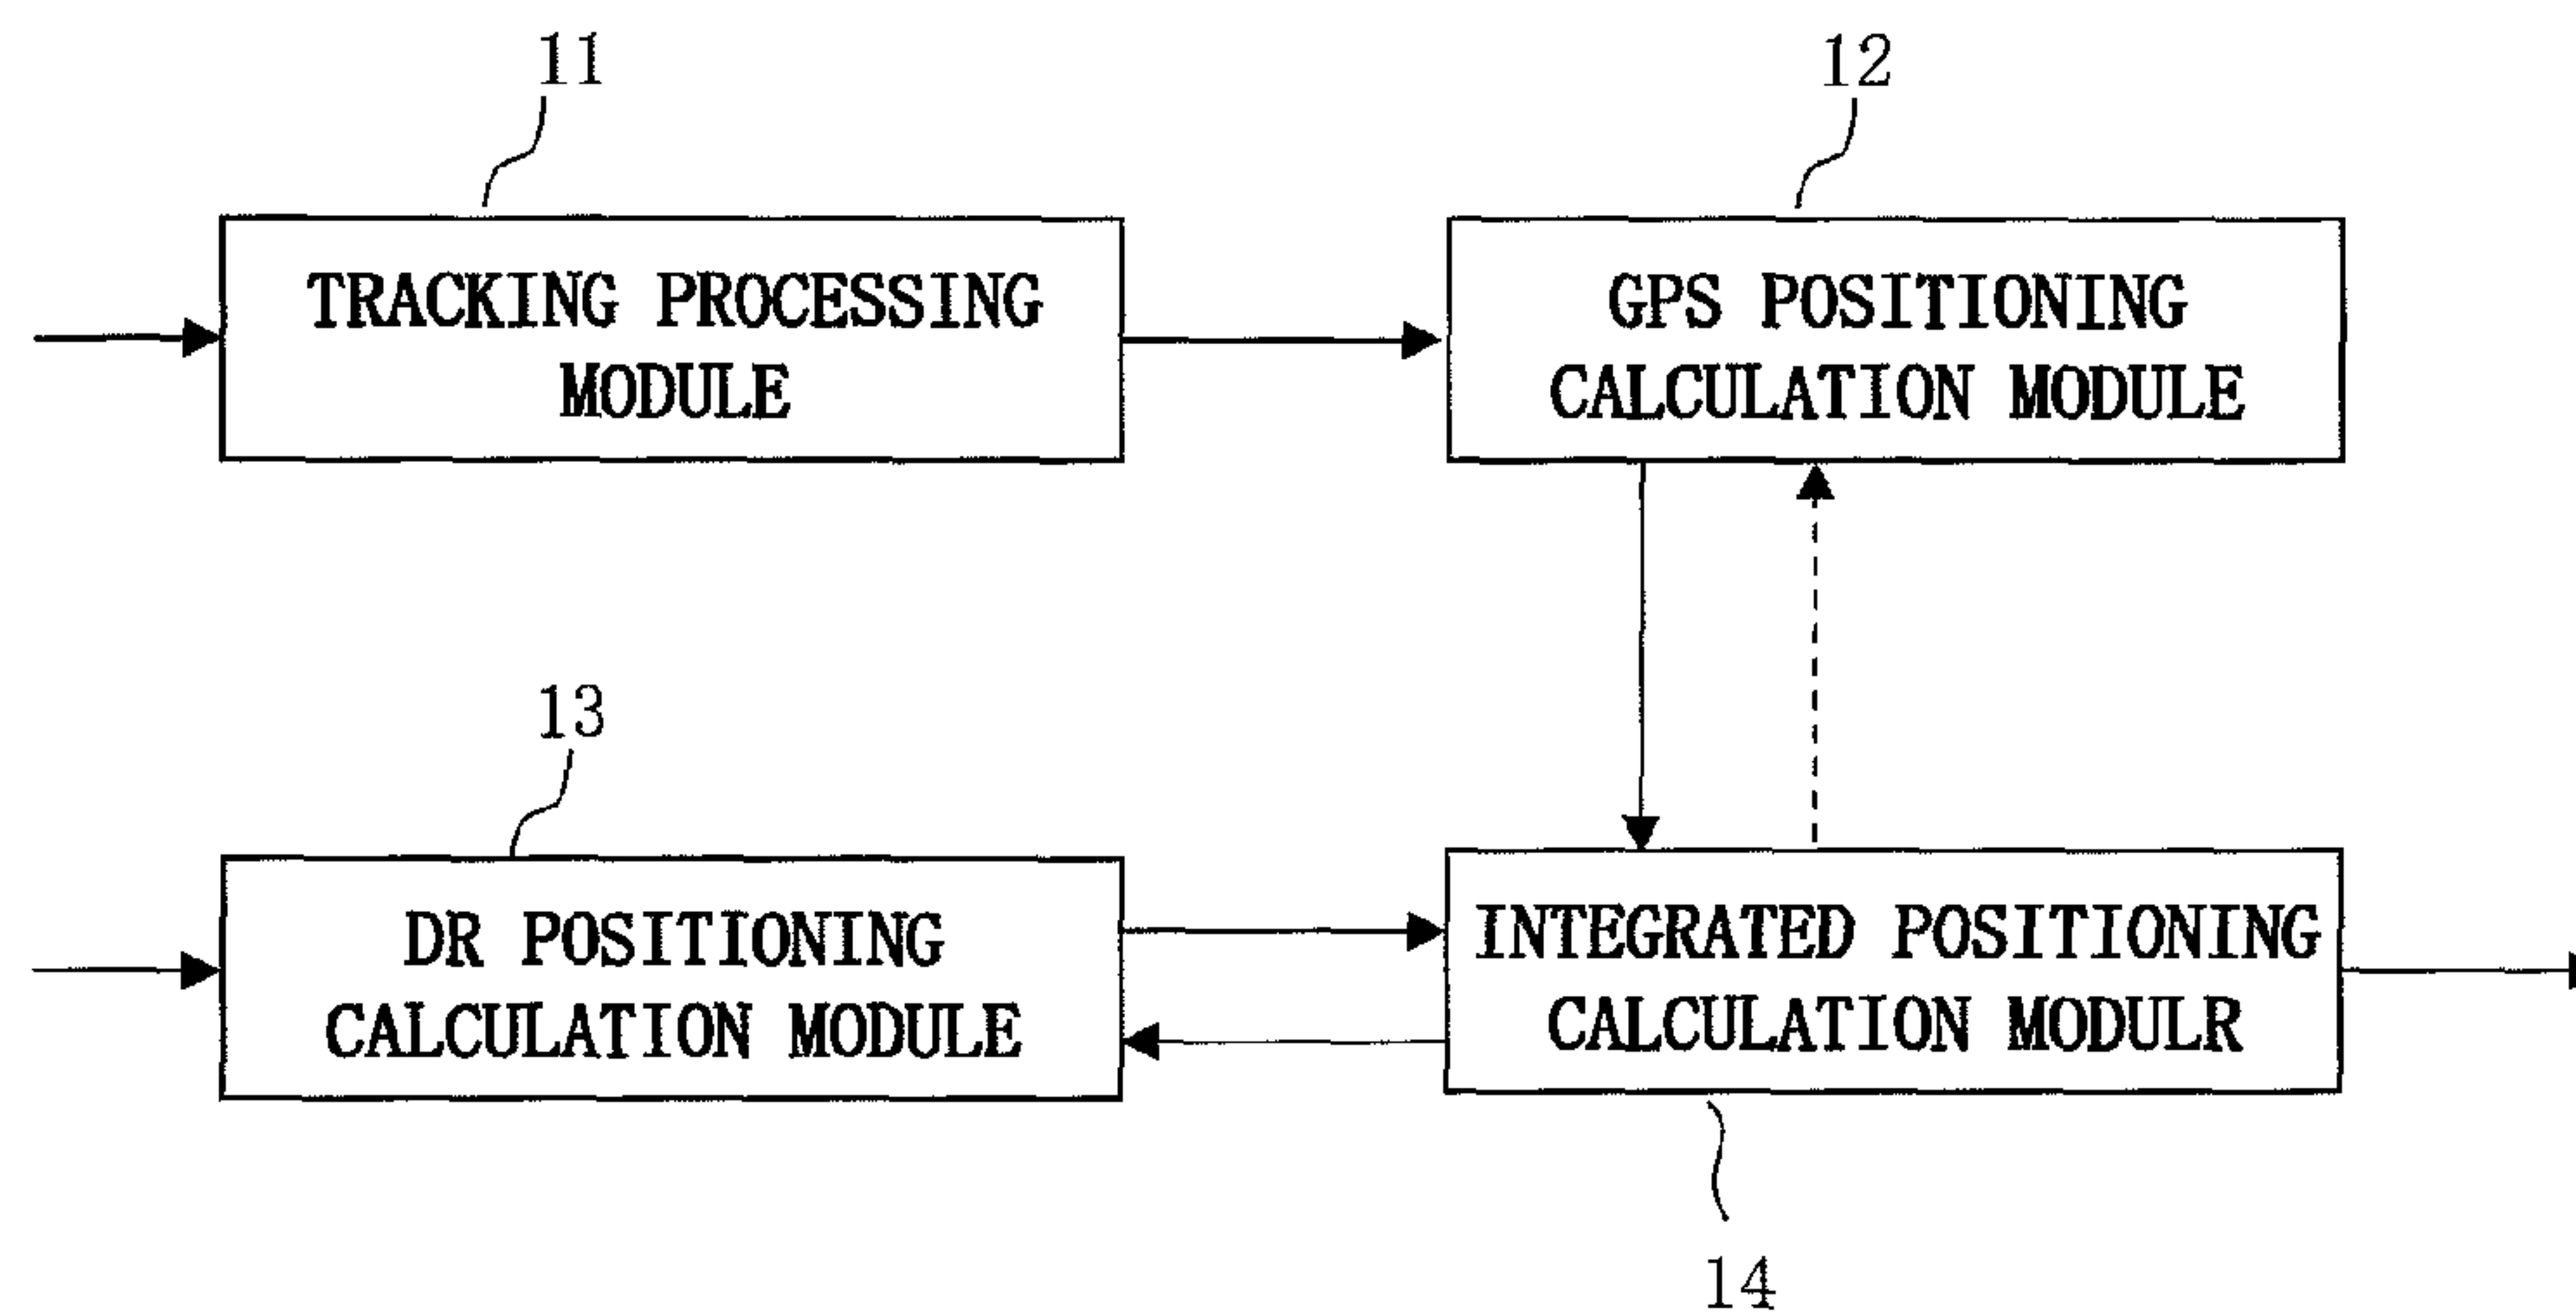 11
12
TRACKING PROCESSING
MODULE
GPS POSITIONING
CALCULATION MODULE
13
DR POSITIONING
CALCULATION MODULE
INTEGRATED POSITIONING
CALCULATION MODULR
14